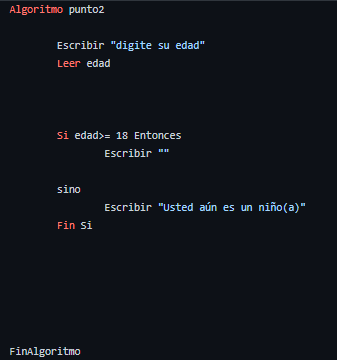 Algoritmo punto2
Escribir "digite su edad"
Leer edad
Si edad>= 18 Entonces
Escribir ""
sino
Escribir "Usted aún es un niño(a)"
Fin Si
FinAlgoritmo